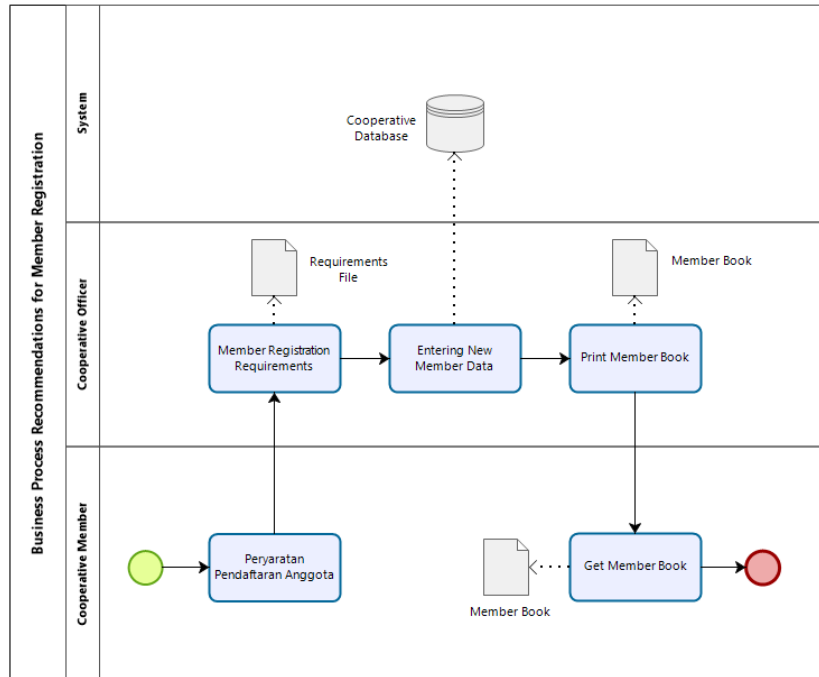 Business Process Recommendations for Member Registration
System
Cooperative
Database
Cooperative Officer
Requirements
File
Member Book
Member Registration
Requirements
Entering New
Member Data
Print Member Book
Cooperative Member
Peryaratan
Pendaftaran Anggota
Get Member Book
Member Book